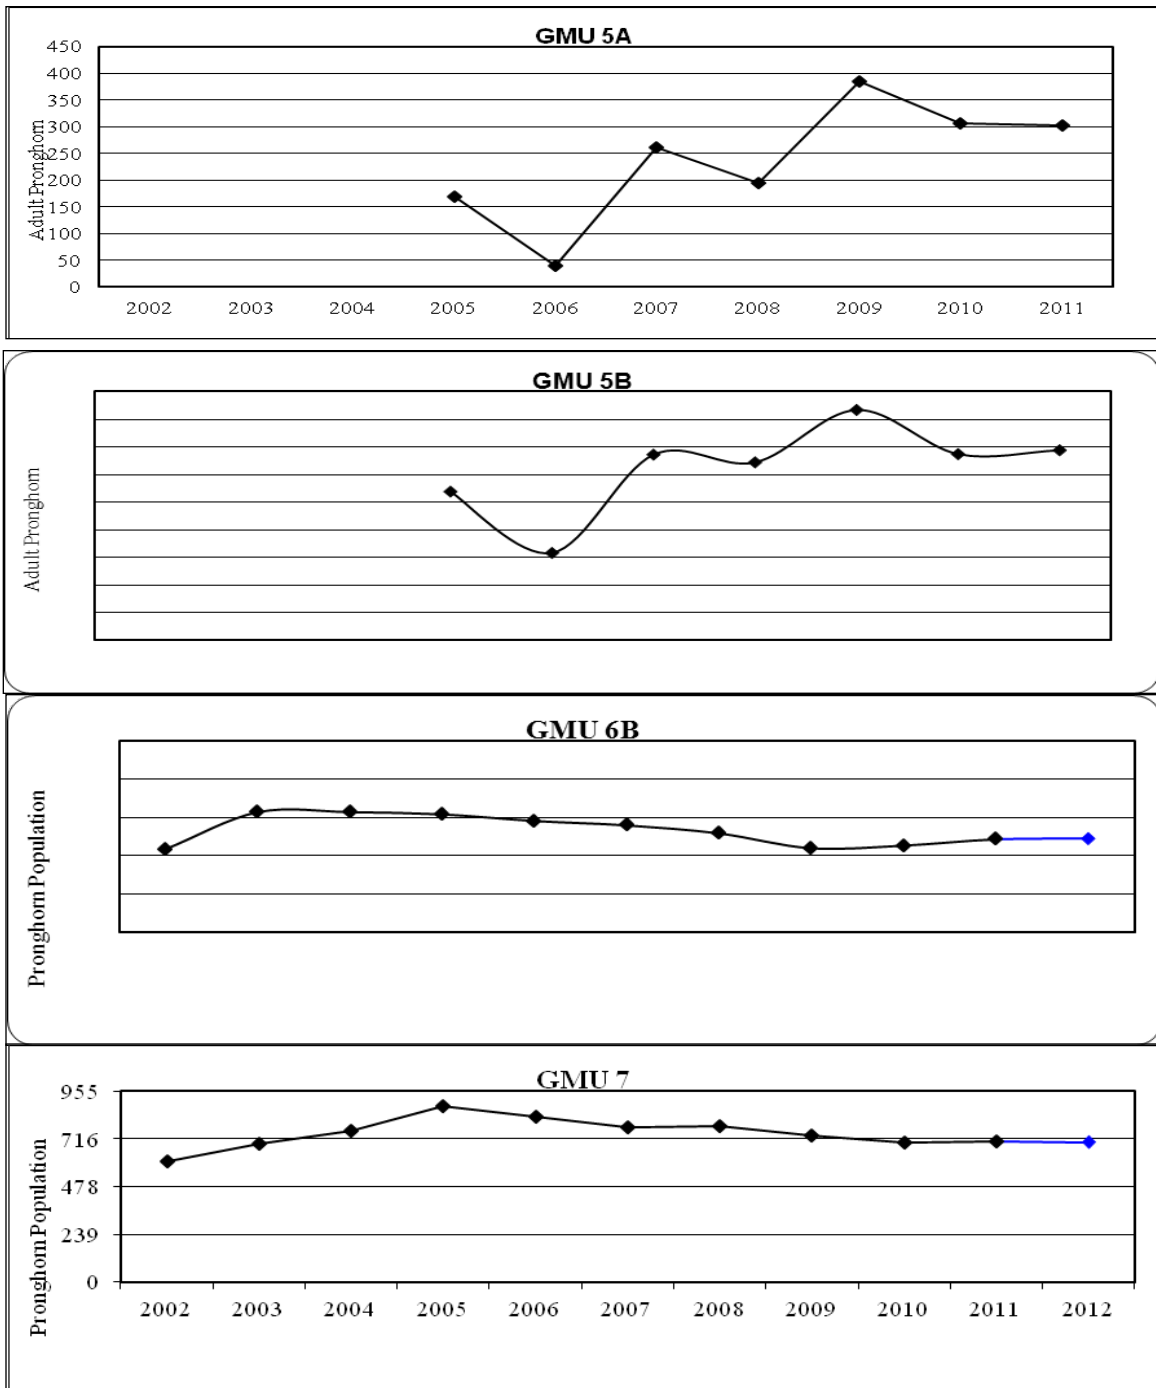 GMU 5A
450
400
350
300
250
200
150
100
50
0
Adult Pronghorn
2002 2003 2004 2005 2006 2007 2008 2009 2010 2011
GMU 5B
Adult Pronghorn
GMU 6B
Pronghorn Population
GMU 7
955
716
478
239
0
Pronghorn Population
2002 2003 2004 2005 2006 2007 2008 2009 2010 2011 2012